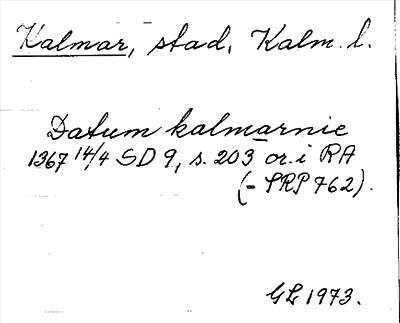 Kalmar, stad, Kalm. l.
Datum kalmarnie
1367 14/4 SD 9, s. 203 or. i RA
(- SRP 762).
GL 1973.